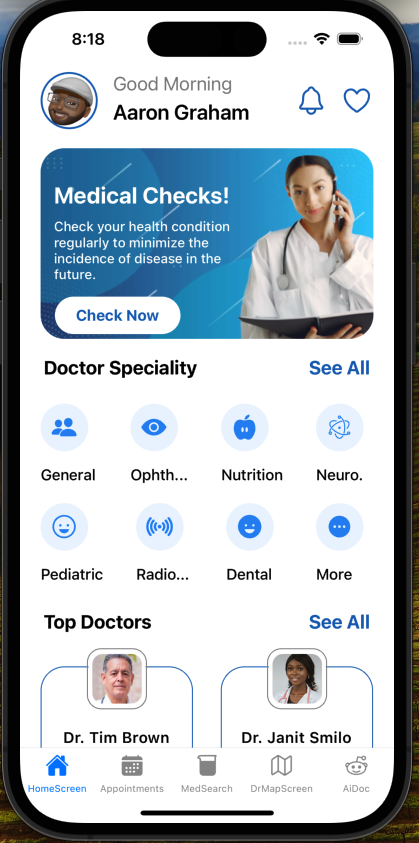 8:18
Good Morning
Aaron Graham
Medical Checks!
Check your health condition
regularly to minimize the
incidence of disease in the
future.
Check Now
Doctor Speciality
See All
General
Ophth...
Nutrition
Neuro.
Pediatric
Radio...
Dental
More
Top Doctors
See All
Dr. Tim Brown
Dr. Janit Smilo
HomeScreen
Appointments
MedSearch
DrMapScreen
AiDoc